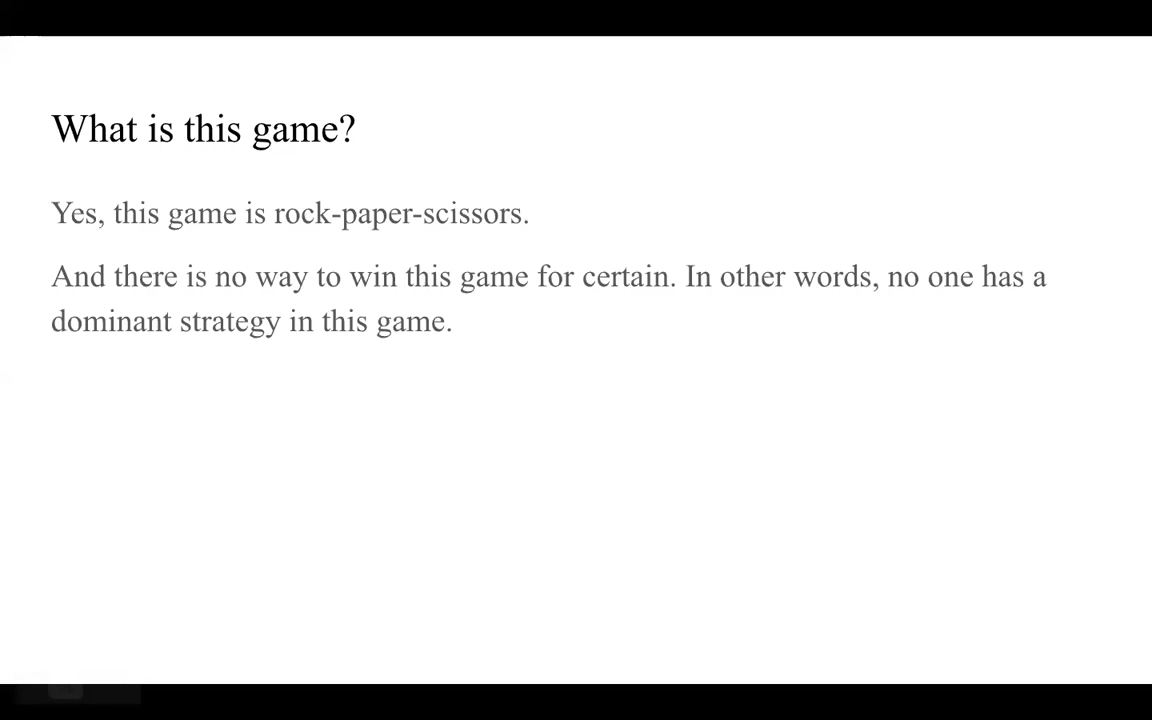 What is this game?
Yes, this game is rock-paper-scissors.
And there is no way to win this game for certain. In other words, no one has a
dominant strategy in this game.